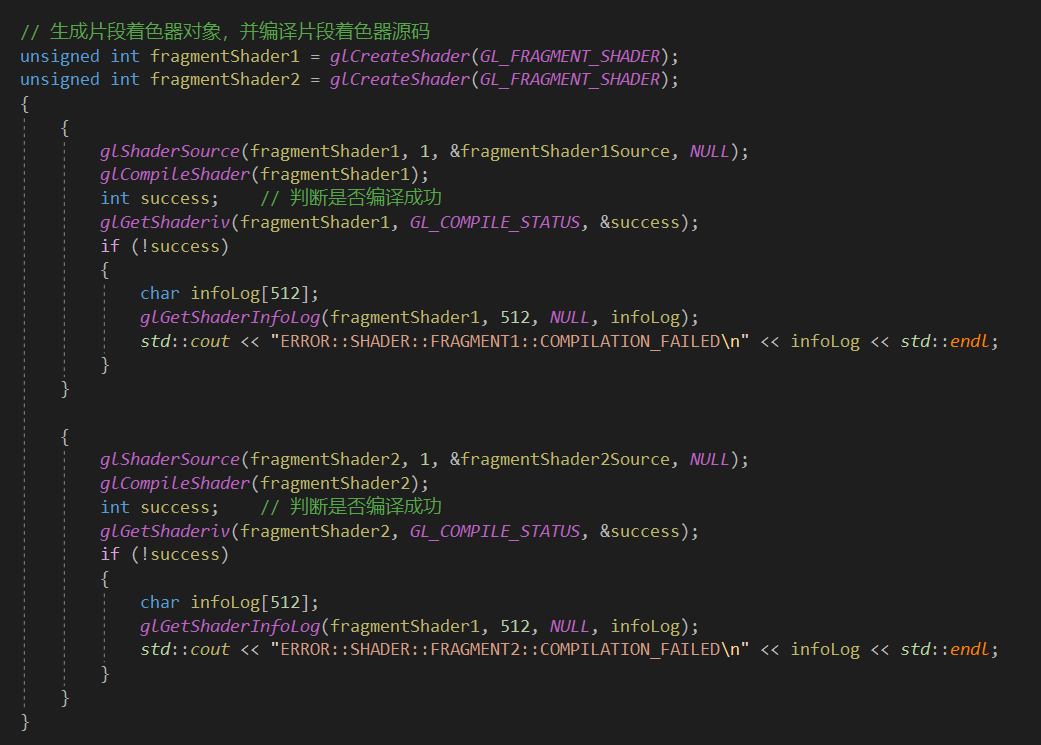 // 生成片段着色器对象，并编译片段着色器源码
unsigned int fragmentShader1 = glCreateShader(GL_FRAGMENT_SHADER);
unsigned int fragmentShader2 = glCreateShader(GL_FRAGMENT_SHADER);
{
    {
        glShaderSource(fragmentShader1, 1, &fragmentShader1Source, NULL);
        glCompileShader(fragmentShader1);
        int success;    // 判断是否编译成功
        glGetShaderiv(fragmentShader1, GL_COMPILE_STATUS, &success);
        if (!success)
        {
            char infoLog[512];
            glGetShaderInfoLog(fragmentShader1, 512, NULL, infoLog);
            std::cout << "ERROR::SHADER::FRAGMENT1::COMPILATION_FAILED\n" << infoLog << std::endl;
        }
    }

    {
        glShaderSource(fragmentShader2, 1, &fragmentShader2Source, NULL);
        glCompileShader(fragmentShader2);
        int success;    // 判断是否编译成功
        glGetShaderiv(fragmentShader2, GL_COMPILE_STATUS, &success);
        if (!success)
        {
            char infoLog[512];
            glGetShaderInfoLog(fragmentShader1, 512, NULL, infoLog);
            std::cout << "ERROR::SHADER::FRAGMENT2::COMPILATION_FAILED\n" << infoLog << std::endl;
        }
    }
}